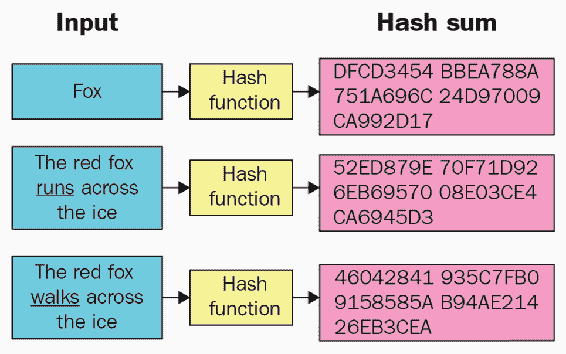 Input
Hash sum
Fox
Hash
function
DFCD3454 BBEA788A
751A696C 24D97009
CA992D17
The red fox
runs across
the ice
Hash
function
52ED879E 70F71D92
6EB69570 08E03CE4
CA6945D3
The red fox
walks across
the ice
Hash
function
46042841 935C7FB0
9158585A B94AE214
26EB3CEA